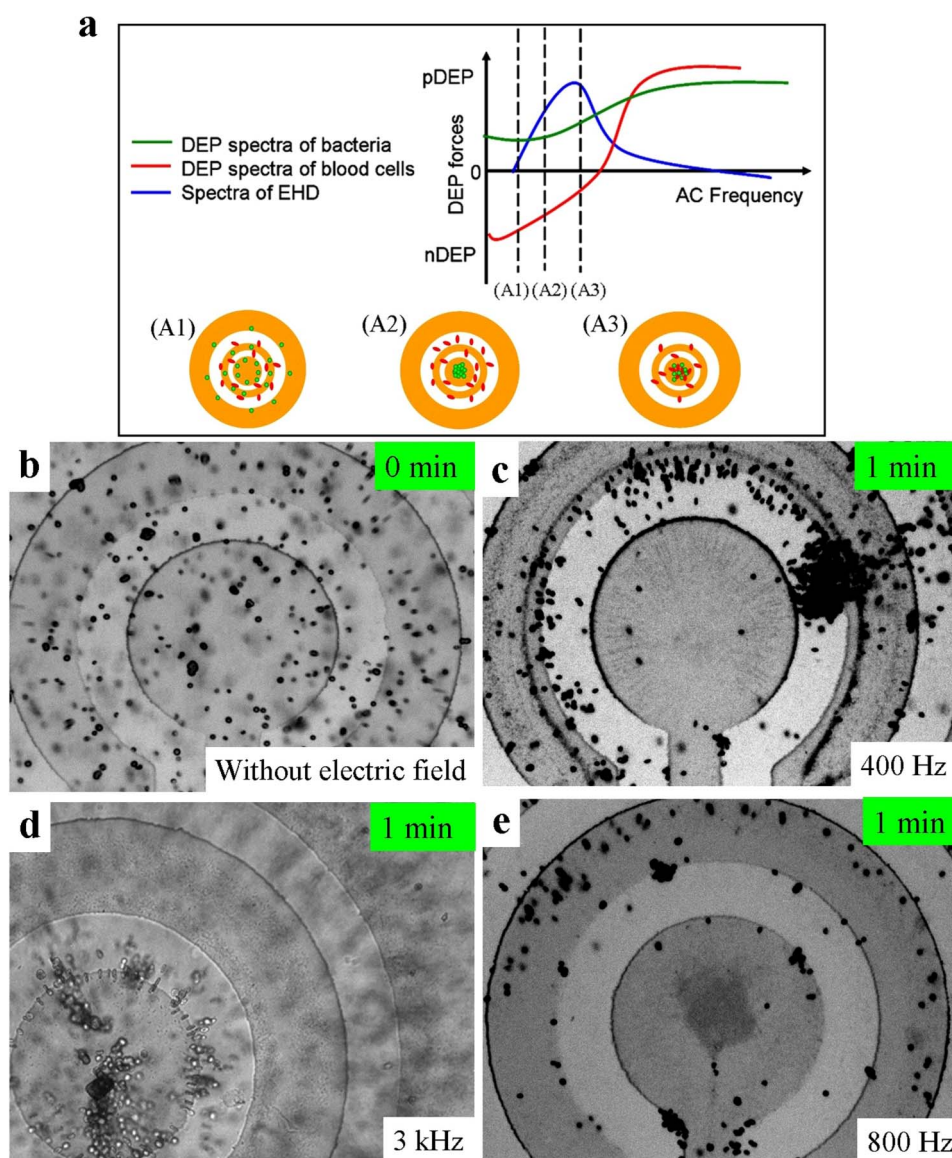 a
pDEP
DEP spectra of bacteria
DEP spectra of blood cells
Spectra of EHD
DEP forces
0
AC Frequency
nDEP
(A1)
(A2)
(A3)
(A1)
(A2)
(A3)
b
0 min
Without electric field
c
1 min
400 Hz
d
1 min
3 kHz
e
1 min
800 Hz